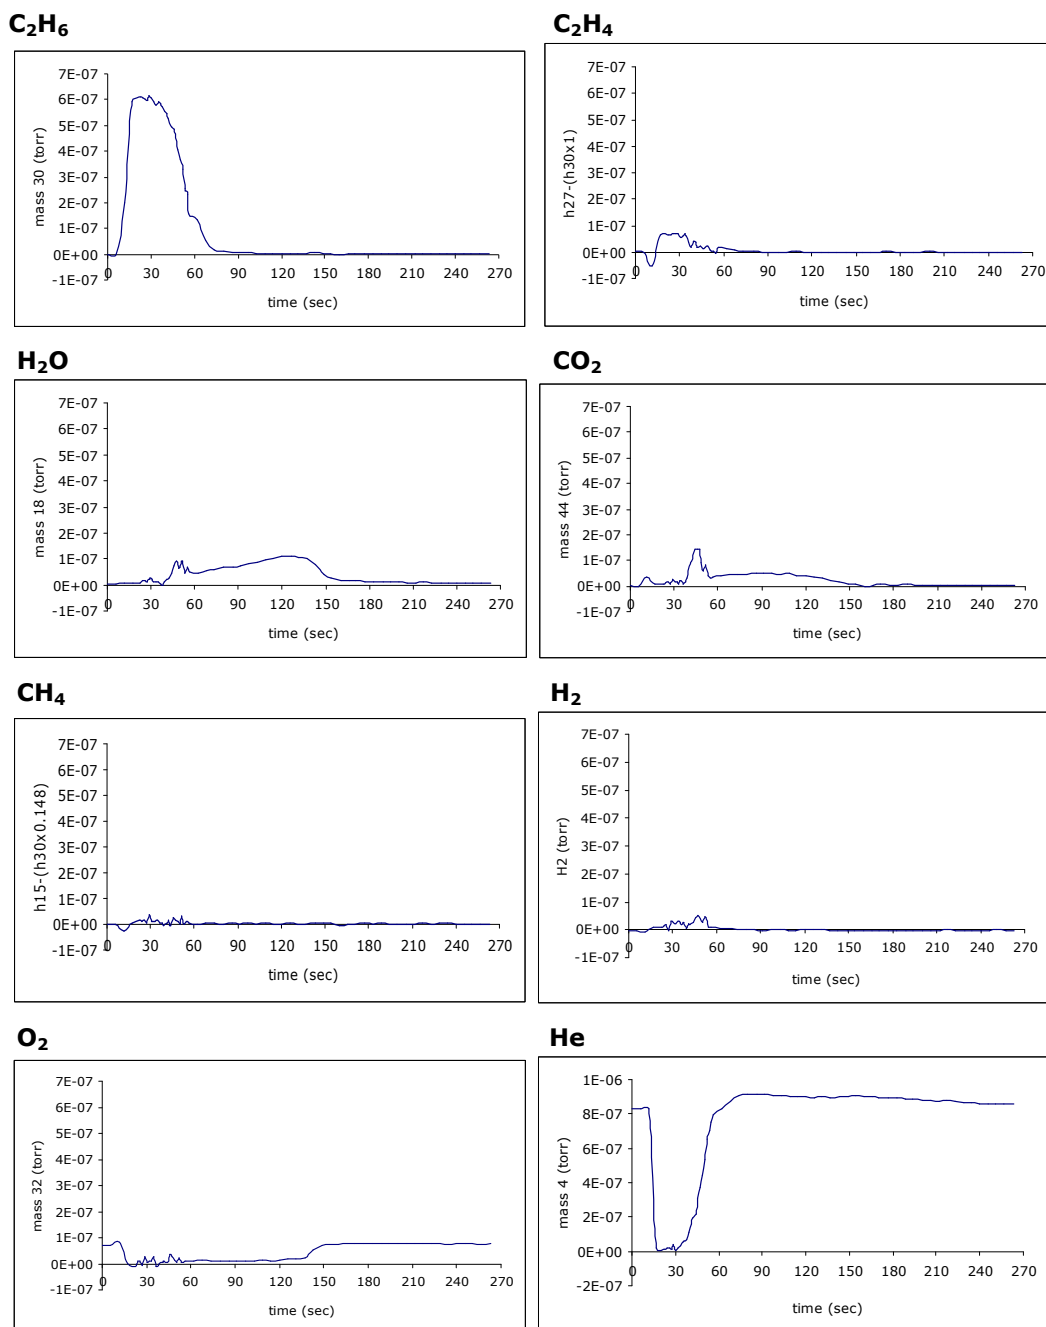 C₂H₆
7E-07
6E-07
5E-07
4E-07
3E-07
2E-07
1E-07
0E+00
-1E-07
0 30 60 90 120 150 180 210 240 270
mass 30 (torr)
time (sec)
C₂H₄
7E-07
6E-07
5E-07
4E-07
3E-07
2E-07
1E-07
0E+00
-1E-07
0 30 60 90 120 150 180 210 240 270
h27-(h30x1)
time (sec)
H₂O
7E-07
6E-07
5E-07
4E-07
3E-07
2E-07
1E-07
0E+00
-1E-07
0 30 60 90 120 150 180 210 240 270
mass 18 (torr)
time (sec)
CO₂
7E-07
6E-07
5E-07
4E-07
3E-07
2E-07
1E-07
0E+00
-1E-07
0 30 60 90 120 150 180 210 240 270
mass 44 (torr)
time (sec)
CH₄
7E-07
6E-07
5E-07
4E-07
3E-07
2E-07
1E-07
0E+00
-1E-07
0 30 60 90 120 150 180 210 240 270
h15-(h30x0.148)
time (sec)
H₂
7E-07
6E-07
5E-07
4E-07
3E-07
2E-07
1E-07
0E+00
-1E-07
0 30 60 90 120 150 180 210 240 270
H2 (torr)
time (sec)
O₂
7E-07
6E-07
5E-07
4E-07
3E-07
2E-07
1E-07
0E+00
-1E-07
0 30 60 90 120 150 180 210 240 270
mass 32 (torr)
time (sec)
He
1E-06
8E-07
6E-07
4E-07
2E-07
0E+00
-2E-07
0 30 60 90 120 150 180 210 240 270
mass 4 (torr)
time (sec)